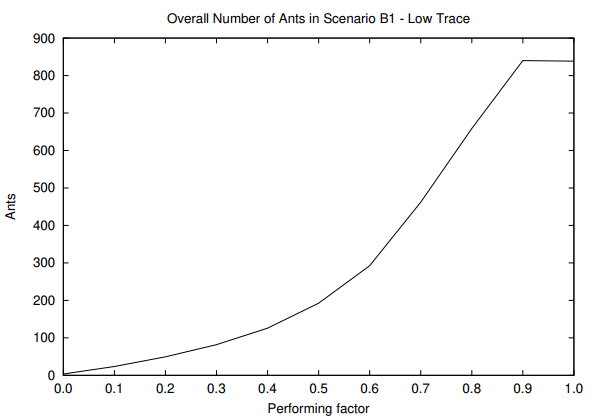 Overall Number of Ants in Scenario B1 - Low Trace
900
800
700
600
500
400
300
200
100
0
Ants
0.0 0.1 0.2 0.3 0.4 0.5 0.6 0.7 0.8 0.9 1.0
Performing factor